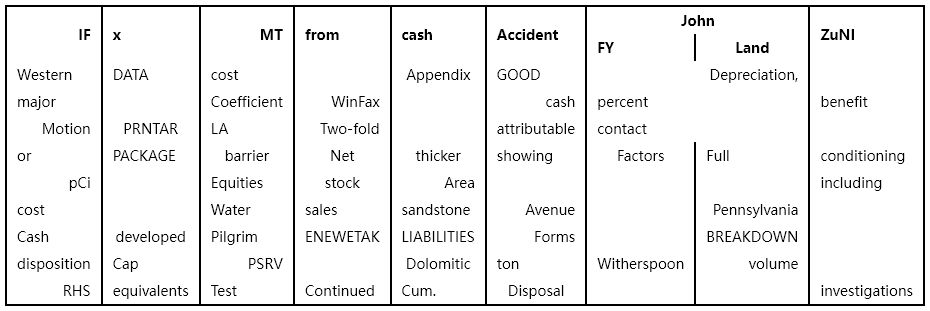 IF x MT from cash Accident John FY Land ZuNI
Western DATA cost Appendix GOOD Depreciation,
major Coefficient WinFax cash percent benefit
Motion PRNTAR LA Two-fold attributable contact
or PACKAGE barrier Net thicker showing Factors Full conditioning
pCi Equities stock Area including
cost Water sales sandstone Avenue Pennsylvania
Cash developed Pilgrim ENEWETAK LIABILITIES Forms BREAKDOWN
disposition Cap PSRV Dolomitic ton Witherspoon volume
RHS equivalents Test Continued Cum. Disposal investigations